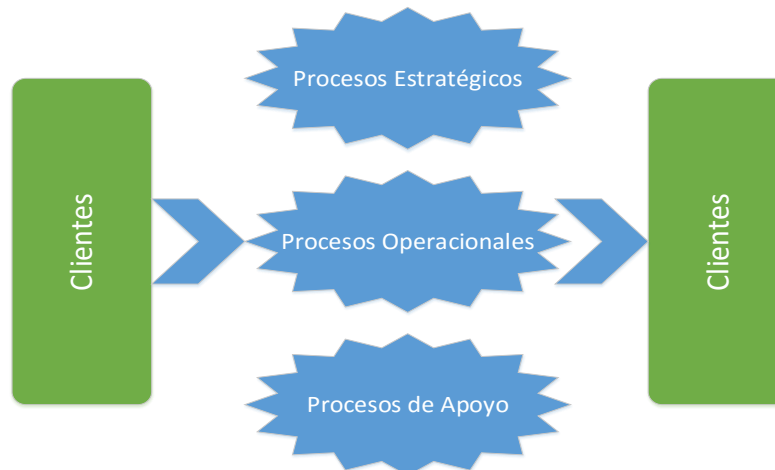 Procesos Estratégicos
Clientes
Procesos Operacionales
Clientes
Procesos de Apoyo